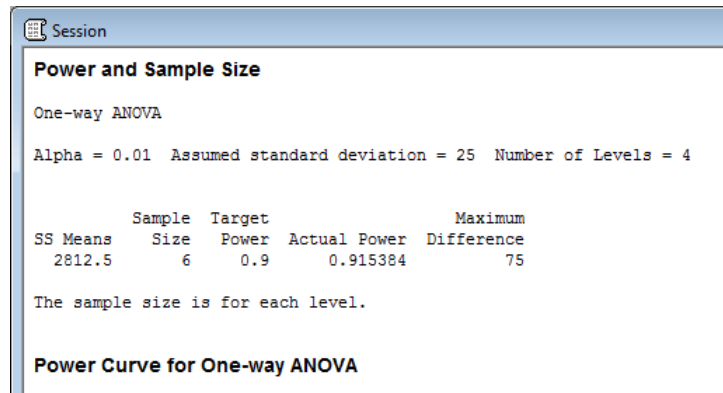 Session
Power and Sample Size
One-way ANOVA
Alpha = 0.01 Assumed standard deviation = 25 Number of Levels = 4
Sample Target Maximum
SS Means Size Power Actual Power Difference
2812.5 6 0.9 0.915384 75
The sample size is for each level.
Power Curve for One-way ANOVA